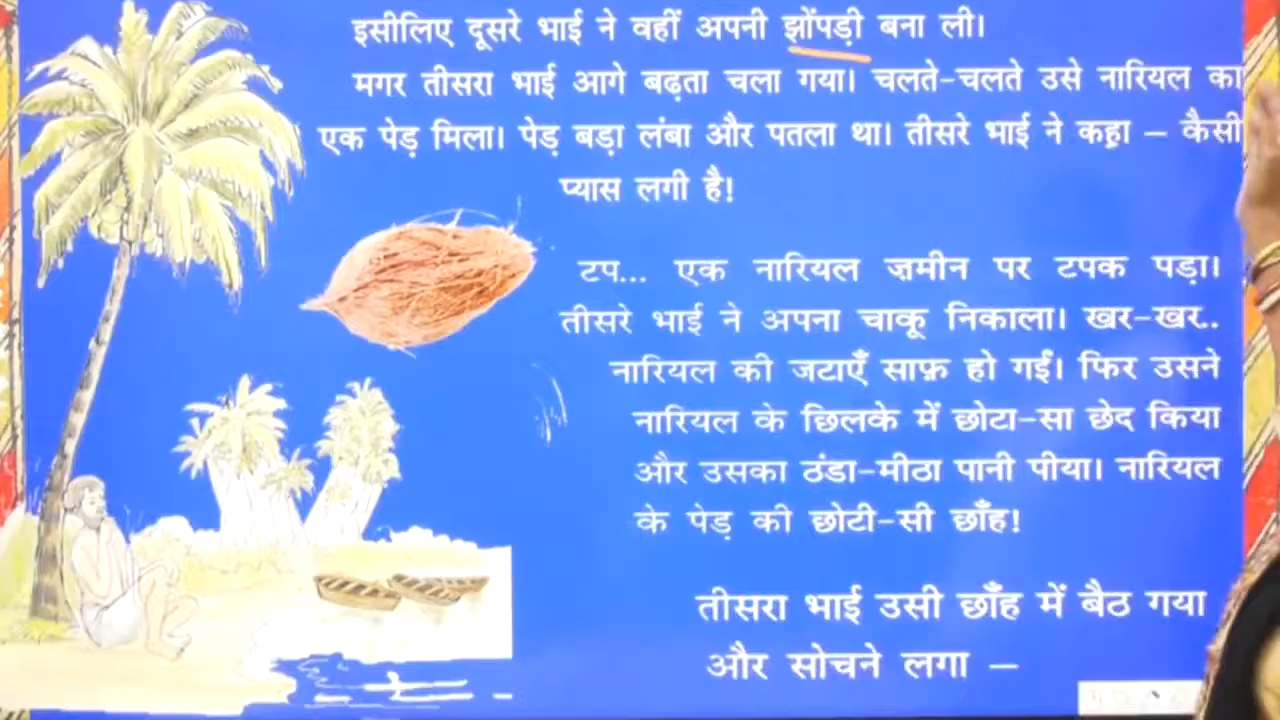 इसीलिए दूसरे भाई ने वहीं अपनी झोंपड़ी बना ली।
मगर तीसरा भाई आगे बढ़ता चला गया। चलते-चलते उसे नारियल का
एक पेड़ मिला। पेड़ बड़ा लंबा और पतला था। तीसरे भाई ने कहा – कैसी
प्यास लगी है!
टप... एक नारियल ज़मीन पर टपक पड़ा।
तीसरे भाई ने अपना चाकू निकाला। खर-खर..
नारियल की जटाएँ साफ़ हो गईं। फिर उसने
नारियल के छिलके में छोटा-सा छेद किया
और उसका ठंडा-मीठा पानी पीया। नारियल
के पेड़ की छोटी-सी छाँह!
तीसरा भाई उसी छाँह में बैठ गया
और सोचने लगा –